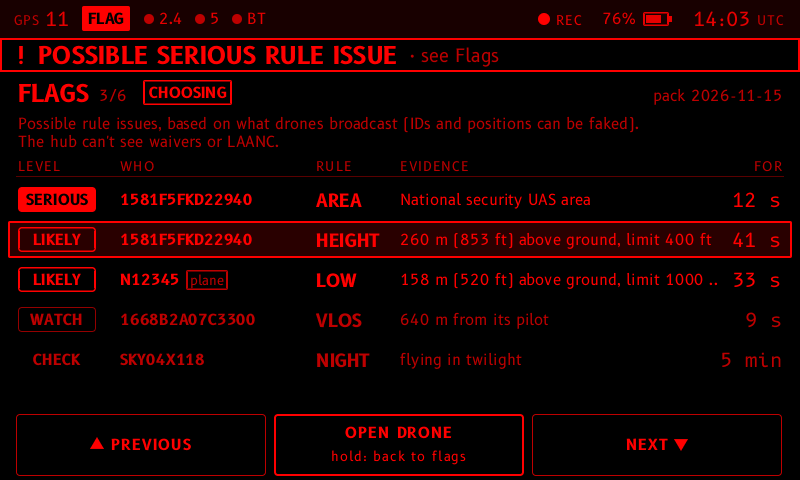 GPS 11 FLAG 2.4 5 BT REC 76% 14:03 UTC
! POSSIBLE SERIOUS RULE ISSUE · see Flags
FLAGS 3/6 CHOOSING pack 2026-11-15
Possible rule issues, based on what drones broadcast (IDs and positions can be faked).
The hub can't see waivers or LAANC.
LEVEL WHO RULE EVIDENCE FOR
SERIOUS 1581F5FKD22940 AREA National security UAS area 12 s
LIKELY 1581F5FKD22940 HEIGHT 260 m (853 ft) above ground, limit 400 ft 41 s
LIKELY N12345 plane LOW 158 m (520 ft) above ground, limit 1000 .. 33 s
WATCH 1668B2A07C3300 VLOS 640 m from its pilot 9 s
CHECK SKY04X118 NIGHT flying in twilight 5 min
▲ PREVIOUS OPEN DRONE NEXT ▼
hold: back to flags